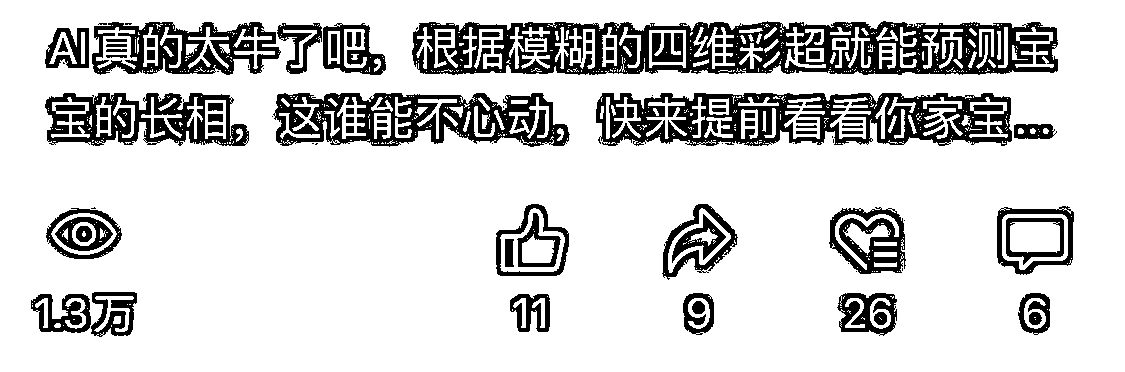 AI真的太牛了吧，根据模糊的四维彩超就能预测宝
宝的长相，这谁能不心动，快来提前看看你家宝...
1.3万 11 9 26 6